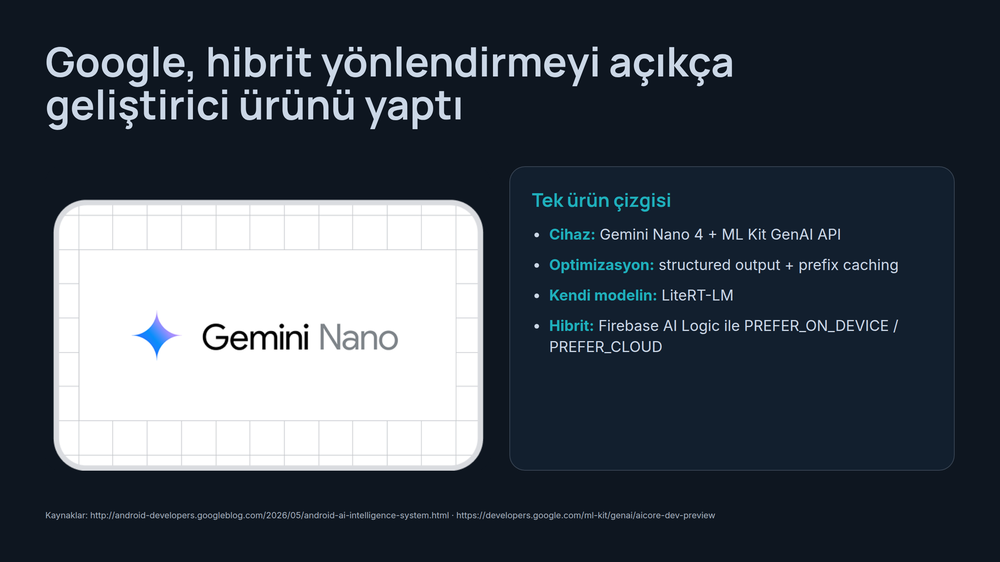 Google, hibrit yönlendirmeyi açıkça
geliştirici ürünü yaptı
Gemini Nano
Tek ürün çizgisi
• Cihaz: Gemini Nano 4 + ML Kit GenAI API
• Optimizasyon: structured output + prefix caching
• Kendi modelin: LiteRT-LM
• Hibrit: Firebase AI Logic ile PREFER_ON_DEVICE /
PREFER_CLOUD
Kaynaklar: http://android-developers.googleblog.com/2026/05/android-ai-intelligence-system.html · https://developers.google.com/ml-kit/genai/aicore-dev-preview